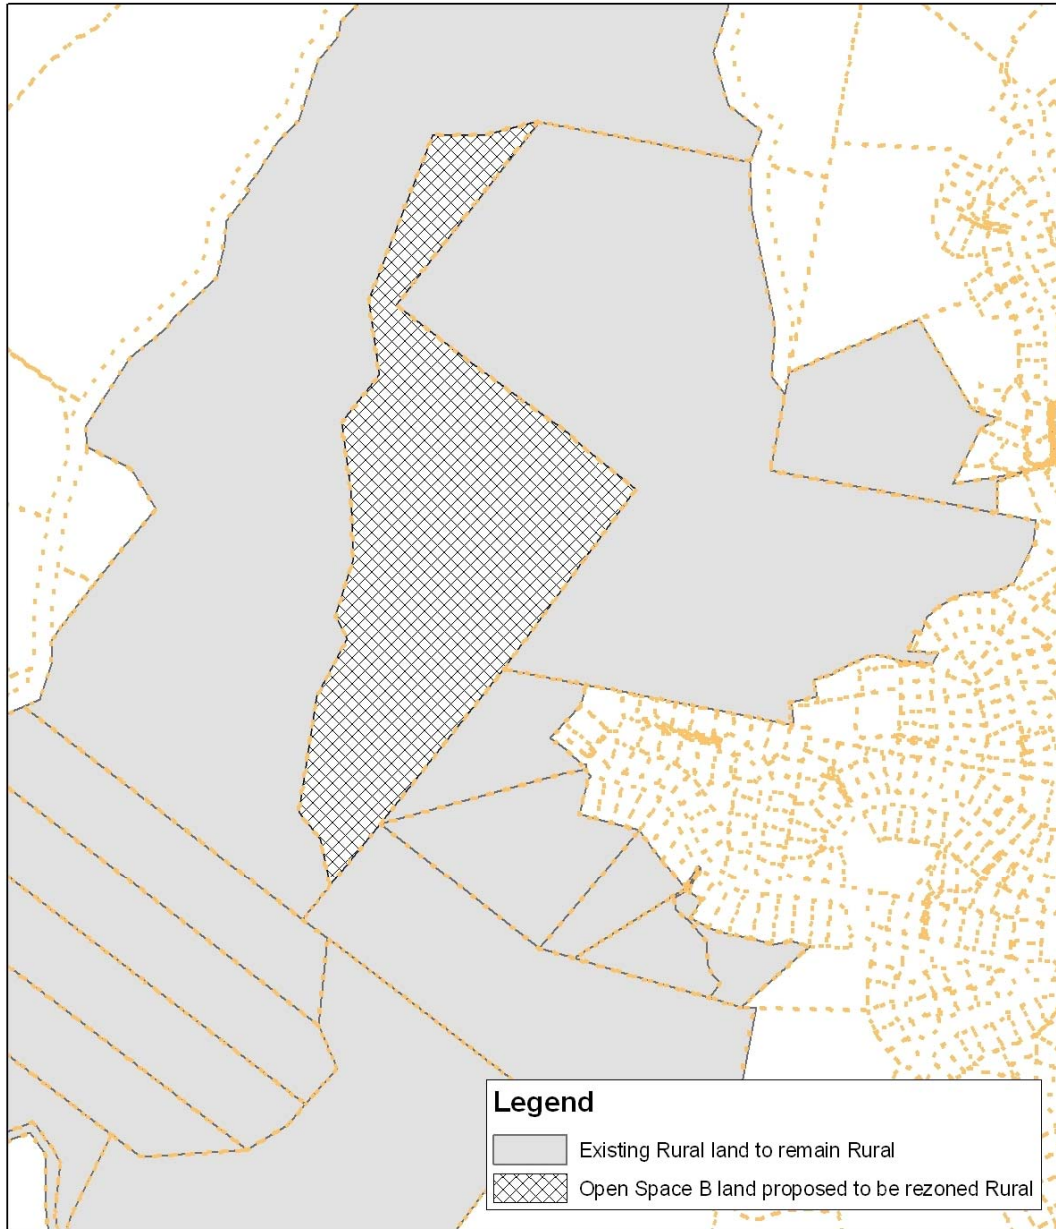 Legend
Existing Rural land to remain Rural
Open Space B land proposed to be rezoned Rural